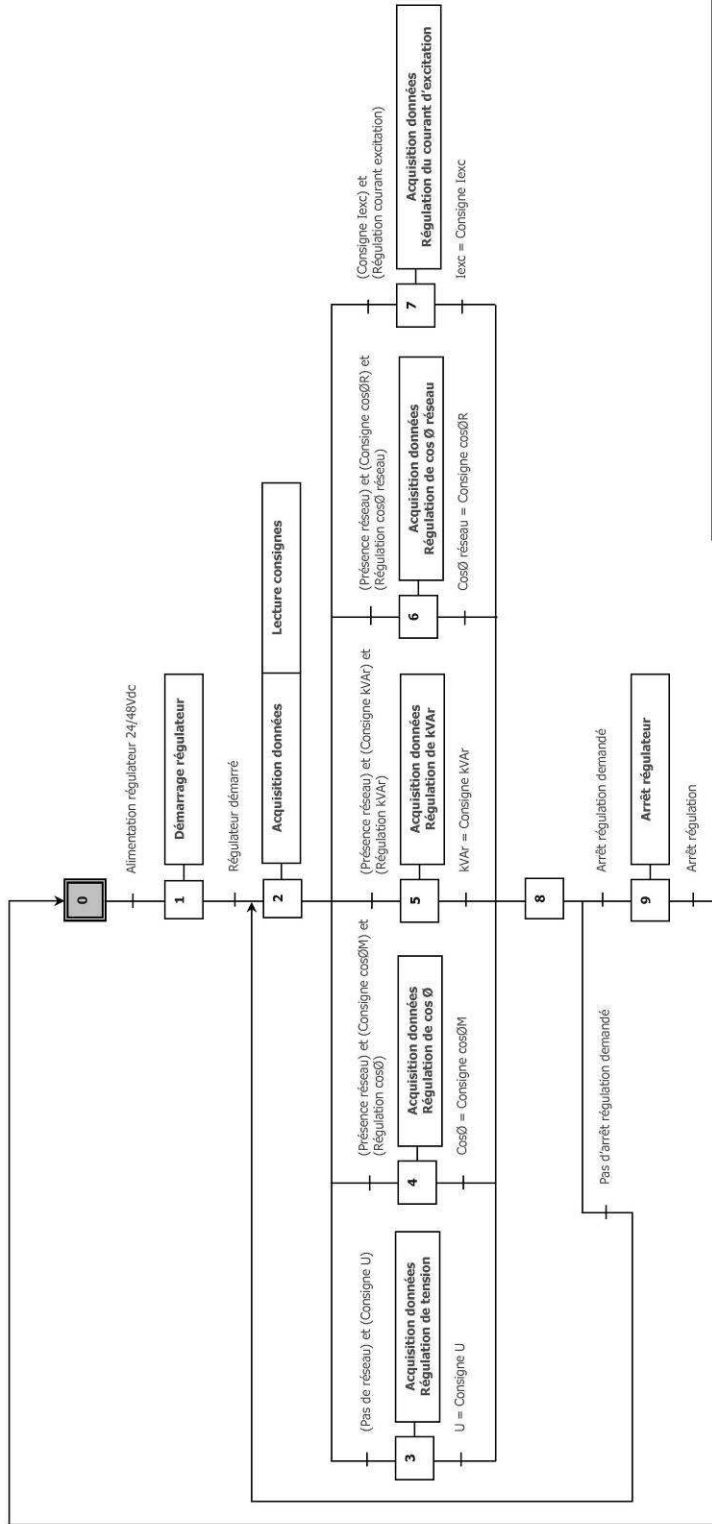 0
Alimentation régulateur 24/48Vdc
1
Démarrage régulateur
Régulateur démarré
2
Acquisition données
Lecture consignes
(Pas de réseau) et (Consigne U)
3
Acquisition données
Régulation de tension
U = Consigne U
(Présence réseau) et (Consigne cosØM) et
(Régulation cosØ)
4
Acquisition données
Régulation de cos Ø
CosØ = Consigne cosØM
(Présence réseau) et (Consigne kVAr) et
(Régulation kVAr)
5
Acquisition données
Régulation de kVAr
kVAr = Consigne kVAr
(Présence réseau) et (Consigne cosØR) et
(Régulation cosØ réseau)
6
Acquisition données
Régulation de cos Ø réseau
CosØ réseau = Consigne cosØR
(Consigne Iexc) et
(Régulation courant excitation)
7
Acquisition données
Régulation du courant d'excitation
Iexc = Consigne Iexc
8
Pas d'arrêt régulation demandé
Arrêt régulation demandé
9
Arrêt régulateur
Arrêt régulation